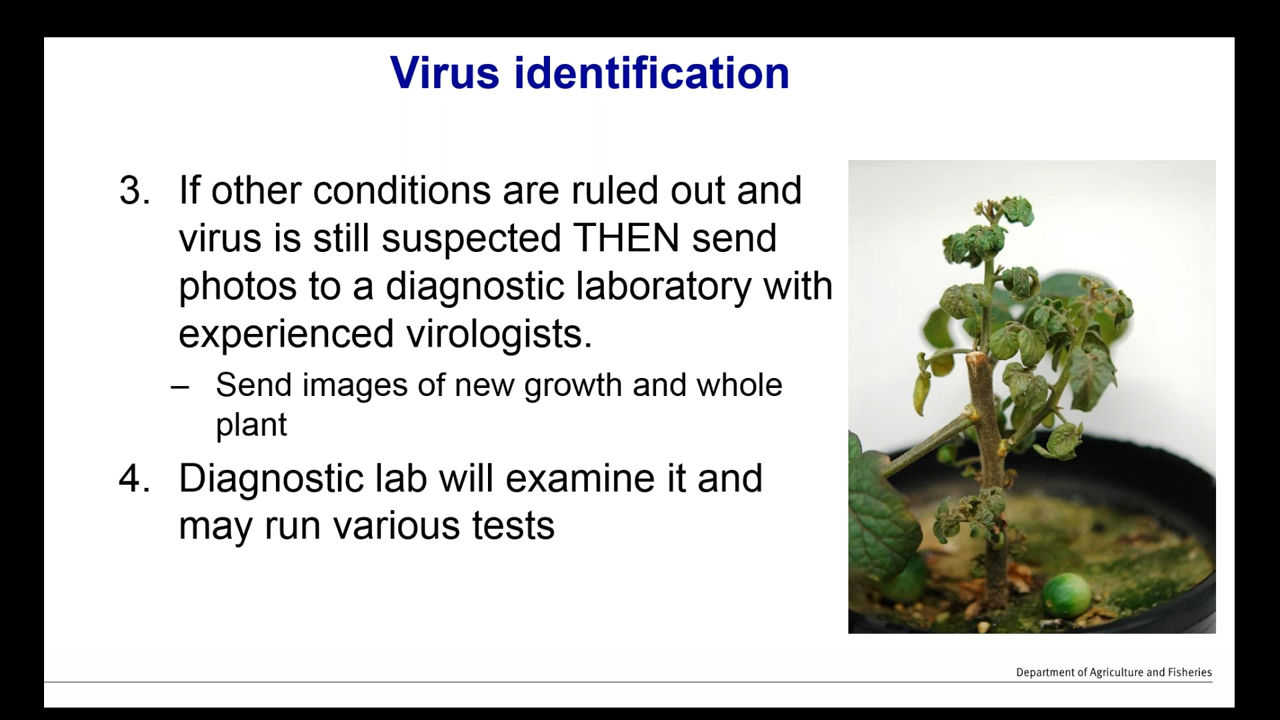 Virus identification
3. If other conditions are ruled out and
virus is still suspected THEN send
photos to a diagnostic laboratory with
experienced virologists.
– Send images of new growth and whole
plant
4. Diagnostic lab will examine it and
may run various tests
Department of Agriculture and Fisheries